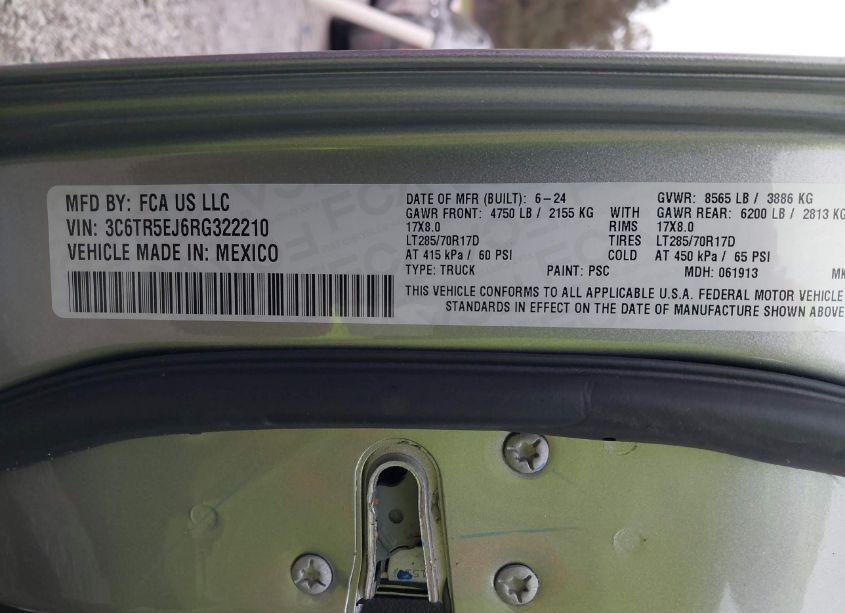 MFD BY: FCA US LLC
VIN: 3C6TR5EJ6RG322210
VEHICLE MADE IN: MEXICO
DATE OF MFR (BUILT): 6-24 GVWR: 8565 LB / 3886 KG
GAWR FRONT: 4750 LB / 2155 KG WITH GAWR REAR: 6200 LB / 2813 KG
17X8.0 RIMS 17X8.0
LT285/70R17D TIRES LT285/70R17D
AT 415 kPa / 60 PSI COLD AT 450 kPa / 65 PSI
TYPE: TRUCK PAINT: PSC MDH: 061913 MK
THIS VEHICLE CONFORMS TO ALL APPLICABLE U.S.A. FEDERAL MOTOR VEHICLE
STANDARDS IN EFFECT ON THE DATE OF MANUFACTURE SHOWN ABOVE